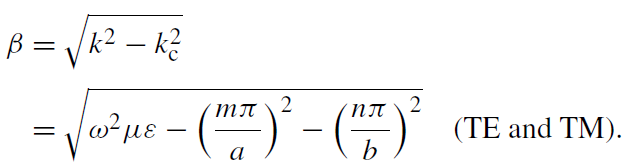 β = √(k² − k_c²)
= √(ω²με − (mπ/a)² − (nπ/b)²) (TE and TM).